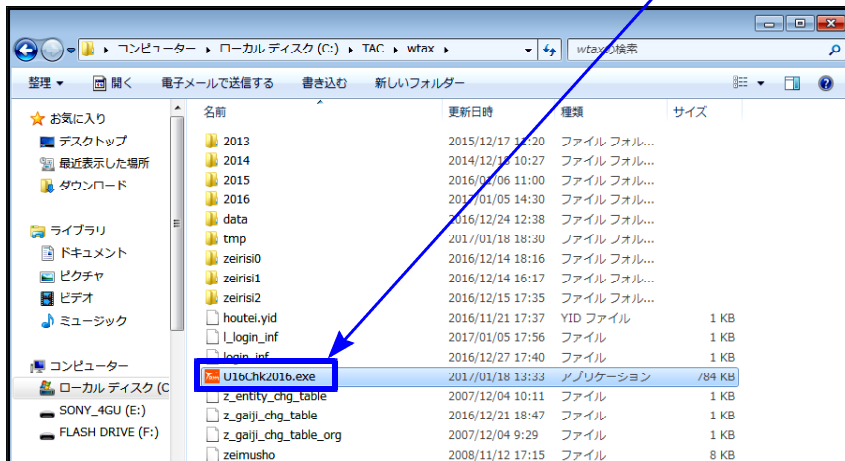 コンピューター ▸ ローカル ディスク (C:) ▸ TAC ▸ wtax ▸
wtaxの検索
整理 ▼ 開く 電子メールで送信する 書き込む 新しいフォルダー
お気に入り
デスクトップ
最近表示した場所
ダウンロード
ライブラリ
ドキュメント
ピクチャ
ビデオ
ミュージック
コンピューター
ローカル ディスク (C
SONY_4GU (E:)
FLASH DRIVE (F:)
名前 更新日時 種類 サイズ
2013 2015/12/17 11:20 ファイル フォル...
2014 2014/12/18 10:27 ファイル フォル...
2015 2016/01/06 11:00 ファイル フォル...
2016 2017/01/05 14:30 ファイル フォル...
data 2016/12/24 12:38 ファイル フォル...
tmp 2017/01/18 18:30 ファイル フォル...
zeirisi0 2016/12/14 18:16 ファイル フォル...
zeirisi1 2016/12/14 16:17 ファイル フォル...
zeirisi2 2016/12/15 17:35 ファイル フォル...
houtei.yid 2016/11/21 17:37 YID ファイル 1 KB
l_login_inf 2017/01/05 17:56 ファイル 1 KB
login_inf 2016/12/27 17:40 ファイル 1 KB
U16Chk2016.exe 2017/01/18 13:33 アプリケーション 784 KB
z_entity_chg_table 2007/12/04 10:11 ファイル 1 KB
z_gaiji_chg_table 2016/12/21 18:47 ファイル 1 KB
z_gaiji_chg_table_org 2007/12/04 9:29 ファイル 1 KB
zeimusho 2008/11/12 17:15 ファイル 8 KB